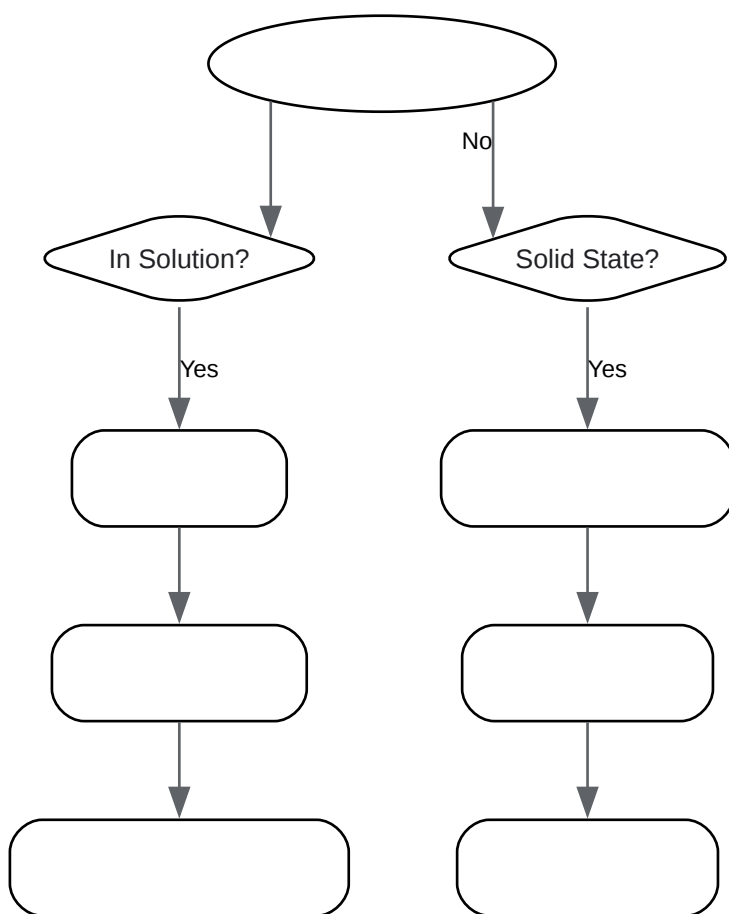 No
In Solution?
Solid State?
Yes
Yes